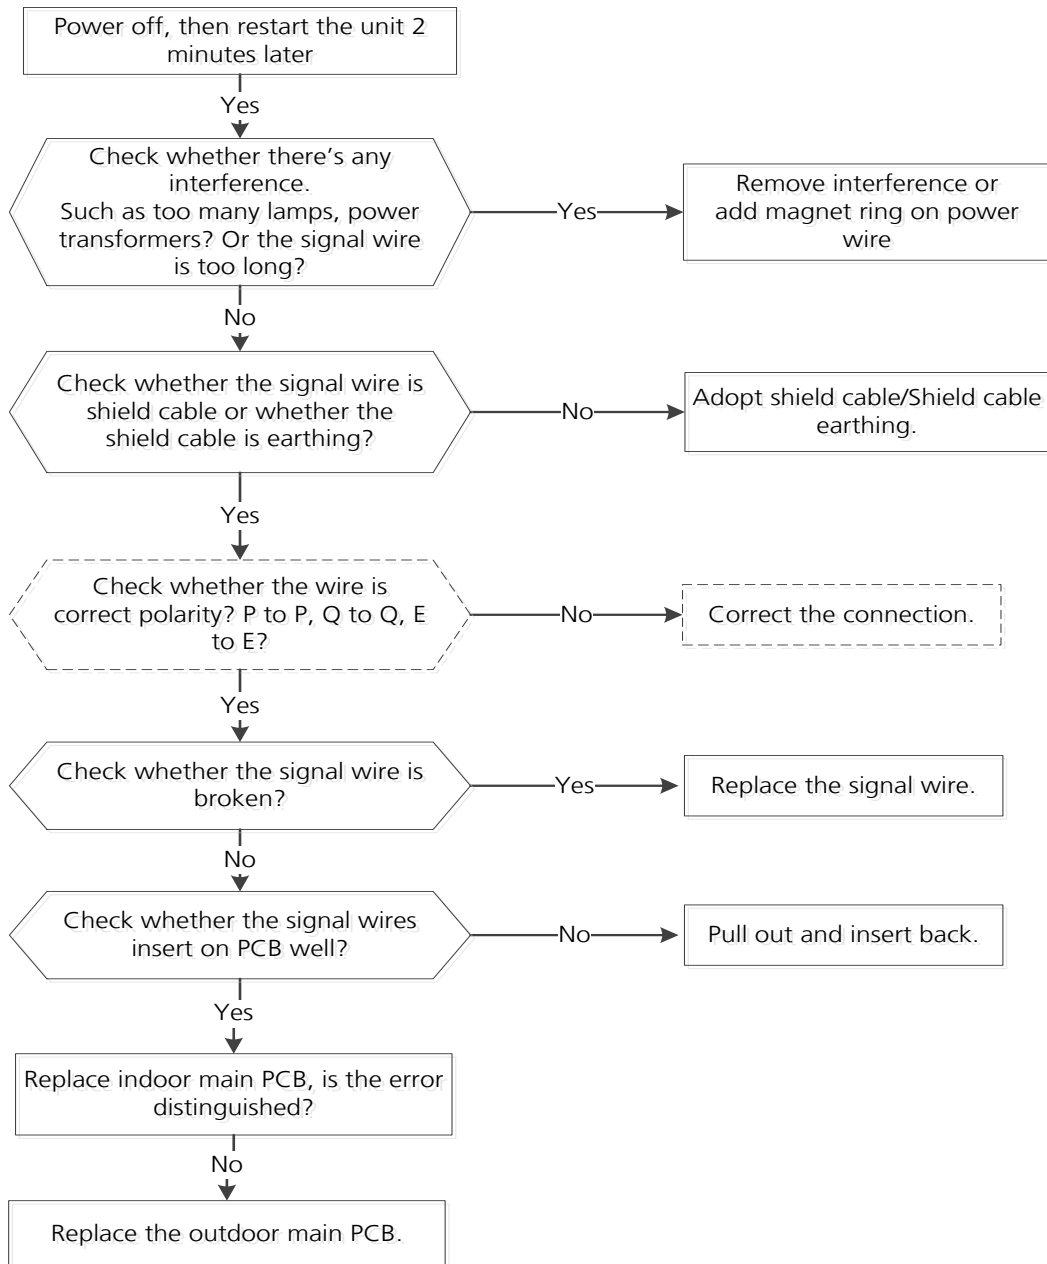 Power off, then restart the unit 2
minutes later
Yes
Check whether there's any
interference.
Such as too many lamps, power
transformers? Or the signal wire
is too long?
Yes
Remove interference or
add magnet ring on power
wire
No
Check whether the signal wire is
shield cable or whether the
shield cable is earthing?
No
Adopt shield cable/Shield cable
earthing.
Yes
Check whether the wire is
correct polarity? P to P, Q to Q, E
to E?
No
Correct the connection.
Yes
Check whether the signal wire is
broken?
Yes
Replace the signal wire.
No
Check whether the signal wires
insert on PCB well?
No
Pull out and insert back.
Yes
Replace indoor main PCB, is the error
distinguished?
No
Replace the outdoor main PCB.